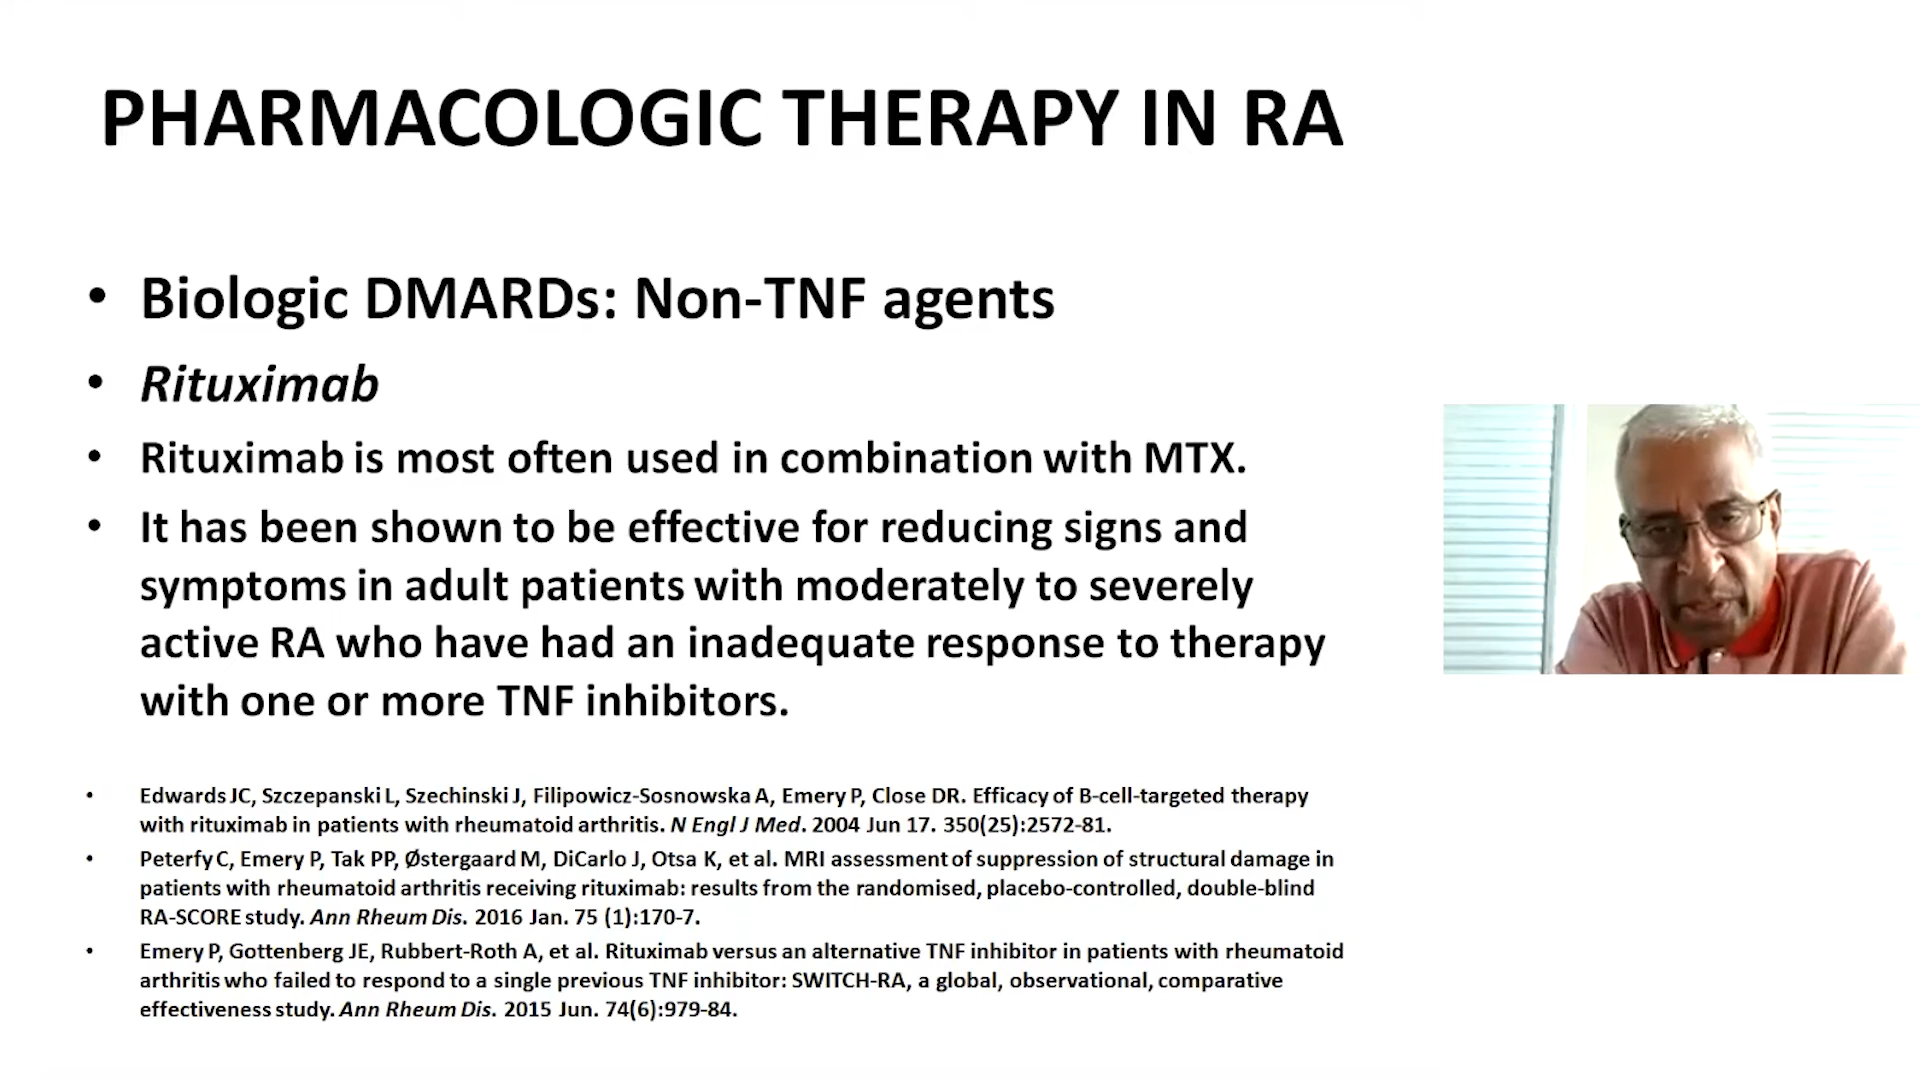 PHARMACOLOGIC THERAPY IN RA
• Biologic DMARDs: Non-TNF agents
• Rituximab
• Rituximab is most often used in combination with MTX.
• It has been shown to be effective for reducing signs and
symptoms in adult patients with moderately to severely
active RA who have had an inadequate response to therapy
with one or more TNF inhibitors.
• Edwards JC, Szczepanski L, Szechinski J, Filipowicz-Sosnowska A, Emery P, Close DR. Efficacy of B-cell-targeted therapy
with rituximab in patients with rheumatoid arthritis. N Engl J Med. 2004 Jun 17. 350(25):2572-81.
• Peterfy C, Emery P, Tak PP, Østergaard M, DiCarlo J, Otsa K, et al. MRI assessment of suppression of structural damage in
patients with rheumatoid arthritis receiving rituximab: results from the randomised, placebo-controlled, double-blind
RA-SCORE study. Ann Rheum Dis. 2016 Jan. 75 (1):170-7.
• Emery P, Gottenberg JE, Rubbert-Roth A, et al. Rituximab versus an alternative TNF inhibitor in patients with rheumatoid
arthritis who failed to respond to a single previous TNF inhibitor: SWITCH-RA, a global, observational, comparative
effectiveness study. Ann Rheum Dis. 2015 Jun. 74(6):979-84.